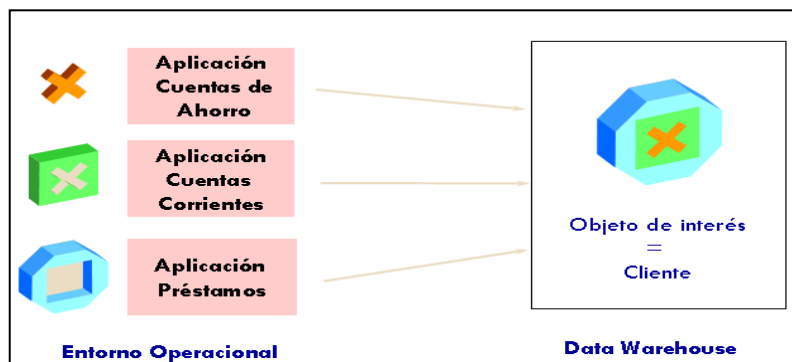 Aplicación
Cuentas de
Ahorro
Aplicación
Cuentas
Corrientes
Aplicación
Préstamos
Entorno Operacional
Objeto de interés
=
Cliente
Data Warehouse